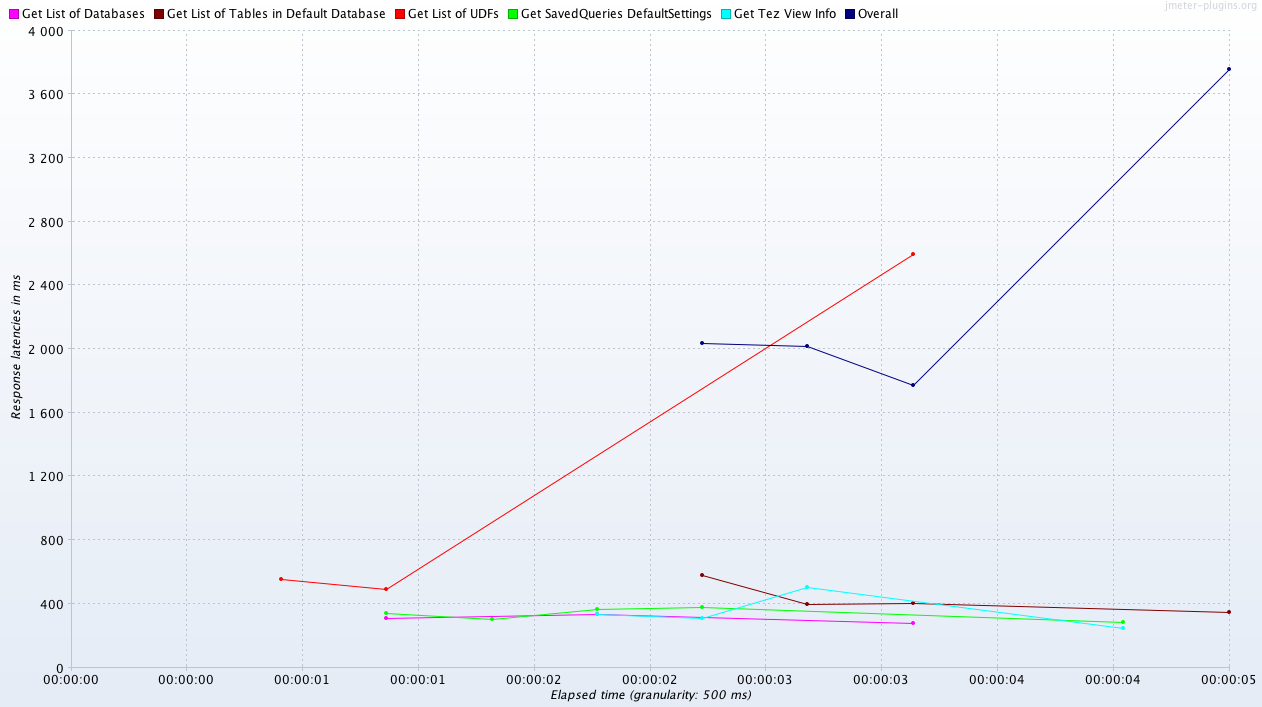 jmeter-plugins.org
Get List of Databases Get List of Tables in Default Database Get List of UDFs Get SavedQueries DefaultSettings Get Tez View Info Overall
4 000
3 600
3 200
2 800
2 400
2 000
1 600
1 200
800
400
0
Response latencies in ms
00:00:00 00:00:00 00:00:01 00:00:01 00:00:02 00:00:02 00:00:03 00:00:03 00:00:04 00:00:04 00:00:05
Elapsed time (granularity: 500 ms)